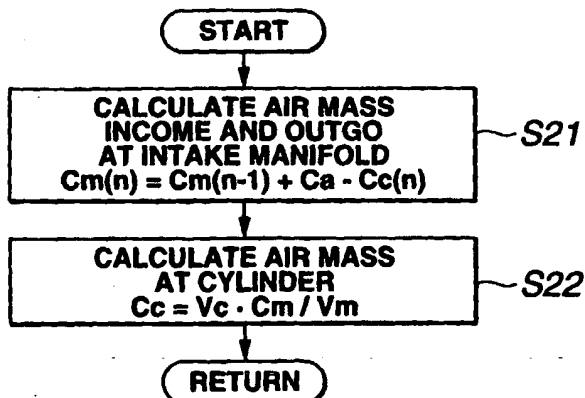 START
CALCULATE AIR MASS
INCOME AND OUTGO
AT INTAKE MANIFOLD
Cm(n) = Cm(n-1) + Ca - Cc(n)
S21
CALCULATE AIR MASS
AT CYLINDER
Cc = Vc · Cm / Vm
S22
RETURN